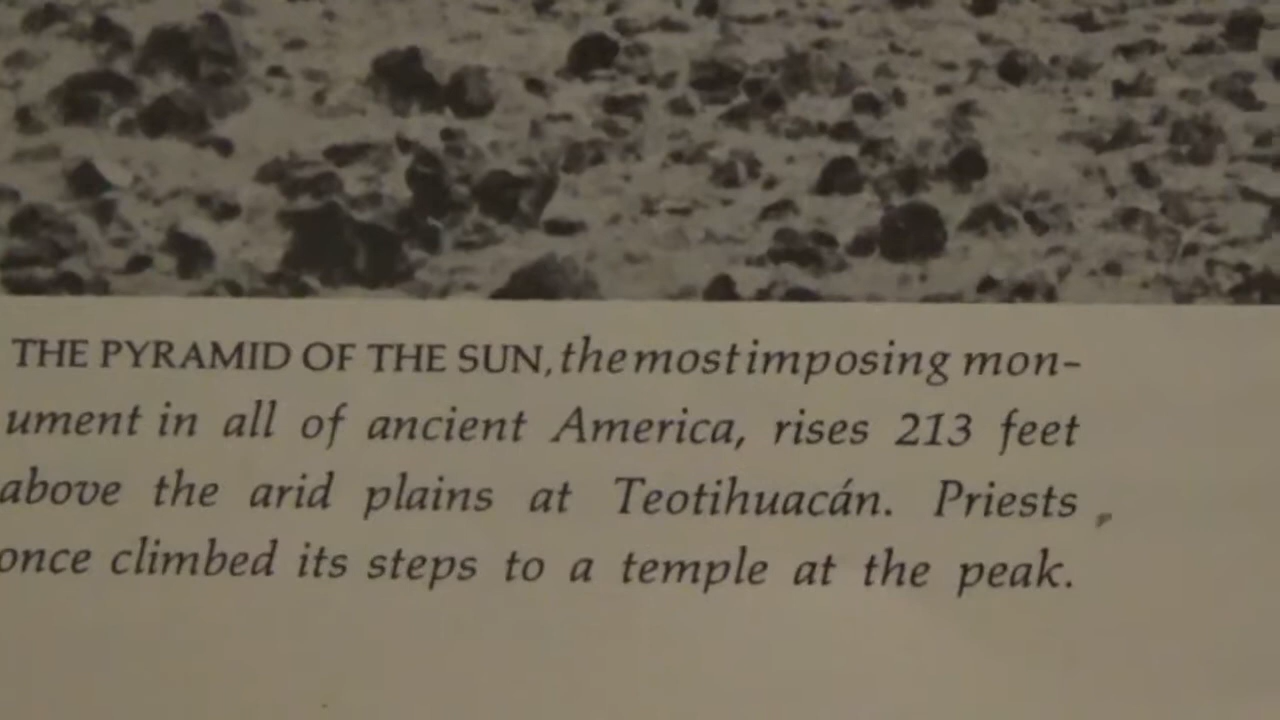 THE PYRAMID OF THE SUN, the most imposing mon-
ument in all of ancient America, rises 213 feet
above the arid plains at Teotihuacán. Priests
once climbed its steps to a temple at the peak.